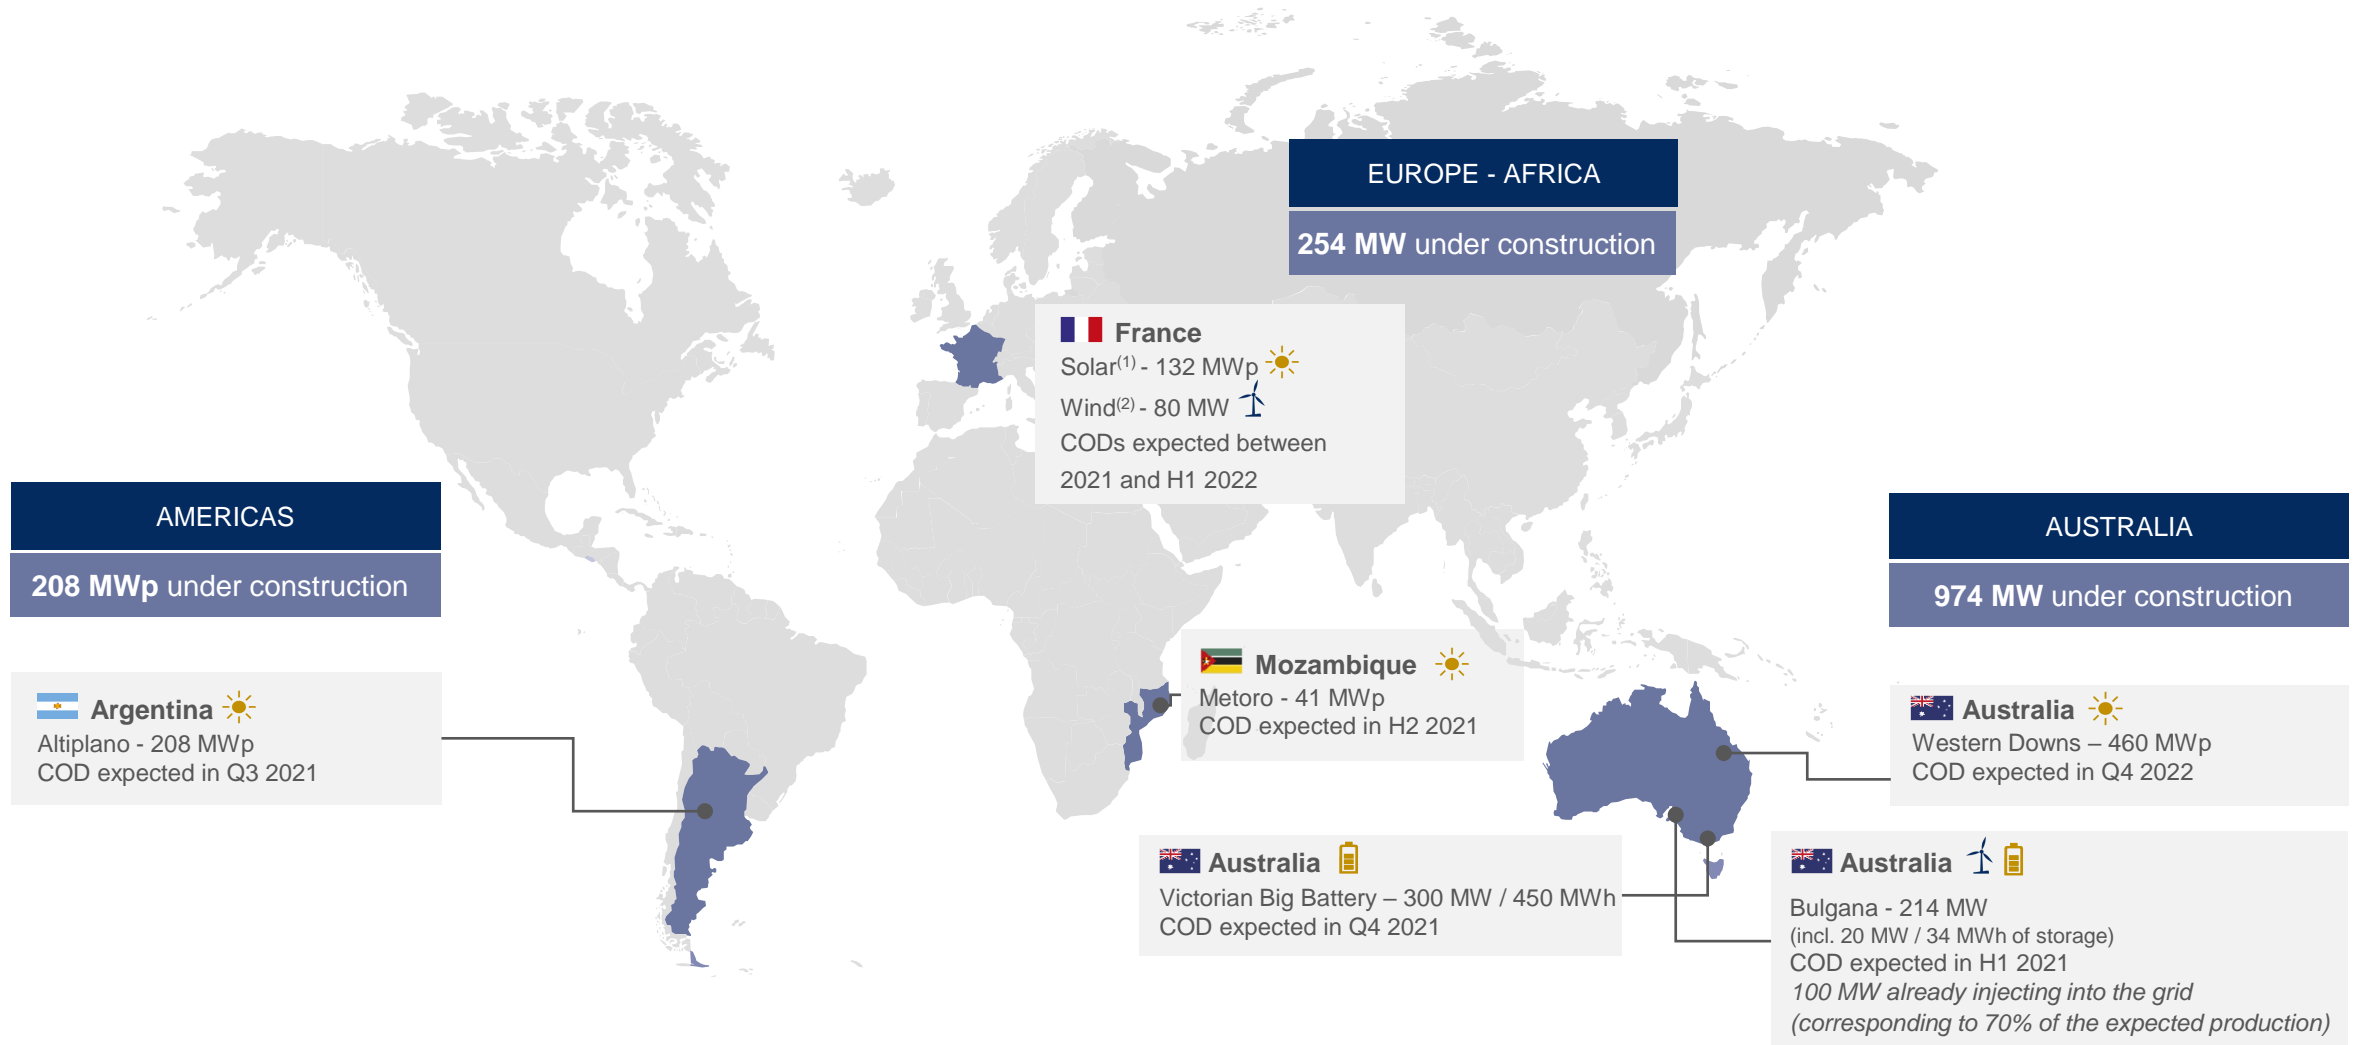 EUROPE - AFRICA
254 MW under construction
France
Solar(1) - 132 MWp
Wind(2) - 80 MW
CODs expected between
2021 and H1 2022
AMERICAS
208 MWp under construction
Argentina
Altiplano - 208 MWp
COD expected in Q3 2021
Mozambique
Metoro - 41 MWp
COD expected in H2 2021
AUSTRALIA
974 MW under construction
Australia
Western Downs – 460 MWp
COD expected in Q4 2022
Australia
Victorian Big Battery – 300 MW / 450 MWh
COD expected in Q4 2021
Australia
Bulgana - 214 MW
(incl. 20 MW / 34 MWh of storage)
COD expected in H1 2021
100 MW already injecting into the grid
(corresponding to 70% of the expected production)